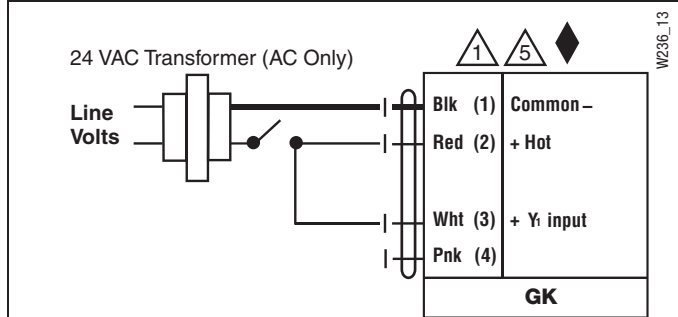 W236_13
24 VAC Transformer (AC Only)
1 5
Line
Volts
Blk (1) Common –
Red (2) + Hot
Wht (3) + Y1 input
Pnk (4)
GK